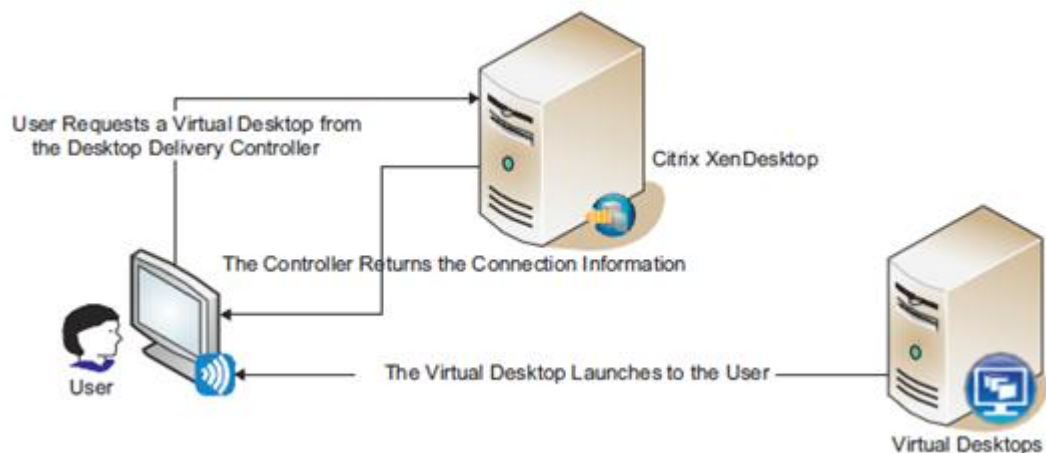 User Requests a Virtual Desktop from
the Desktop Delivery Controller
Citrix XenDesktop
The Controller Returns the Connection Information
User
The Virtual Desktop Launches to the User
Virtual Desktops